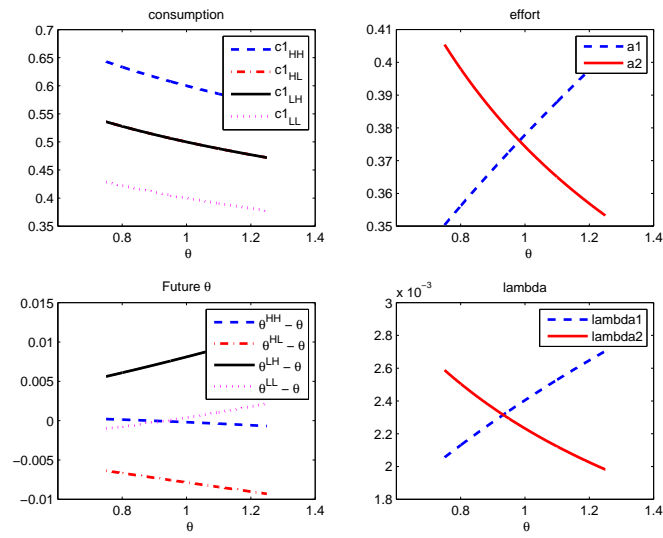 consumption
0.7
0.65
0.6
0.55
0.5
0.45
0.4
0.35
0.8
1
1.2
1.4
θ
c1HH
c1HL
c1LH
c1LL
effort
0.41
0.4
0.39
0.38
0.37
0.36
0.35
0.8
1
1.2
1.4
θ
a1
a2
Future θ
0.015
0.01
0.005
0
−0.005
−0.01
0.8
1
1.2
1.4
θ
θHH − θ
θHL − θ
θLH − θ
θLL − θ
lambda
x 10−3
3
2.8
2.6
2.4
2.2
2
1.8
0.8
1
1.2
1.4
θ
lambda1
lambda2